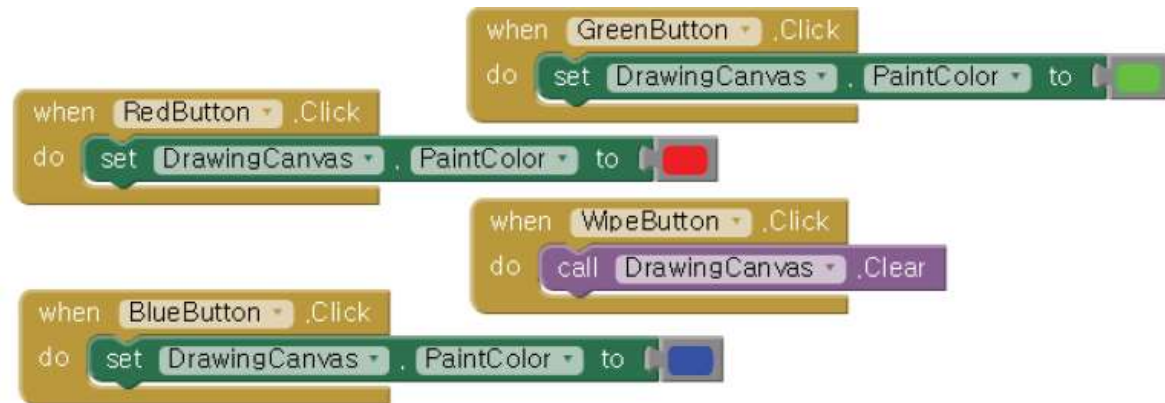 when GreenButton .Click
do set DrawingCanvas . PaintColor to
when RedButton .Click
do set DrawingCanvas . PaintColor to
when WipeButton .Click
do call DrawingCanvas .Clear
when BlueButton .Click
do set DrawingCanvas . PaintColor to